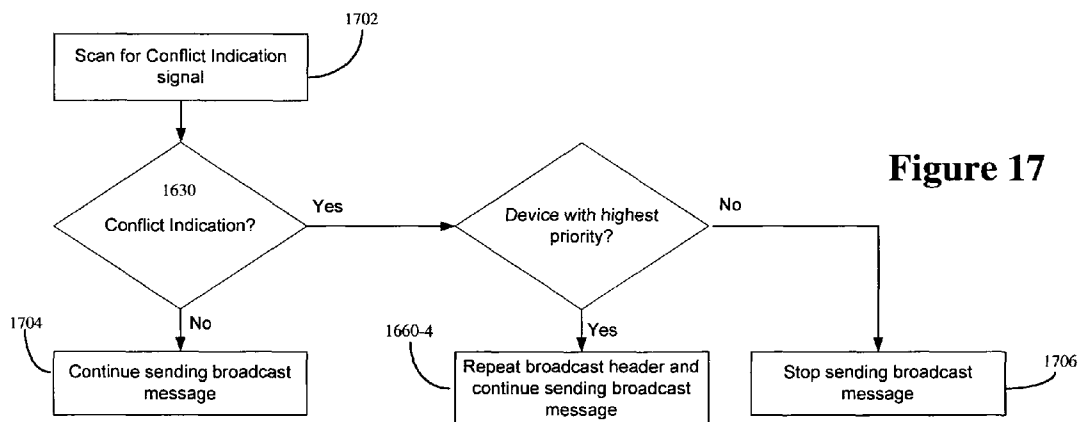 1702
Scan for Conflict Indication
signal
Figure 17
1630
Conflict Indication?
Yes
Device with highest
priority?
No
No
Yes
1704
Continue sending broadcast
message
1660-4
Repeat broadcast header and
continue sending broadcast
message
Stop sending broadcast
message
1706